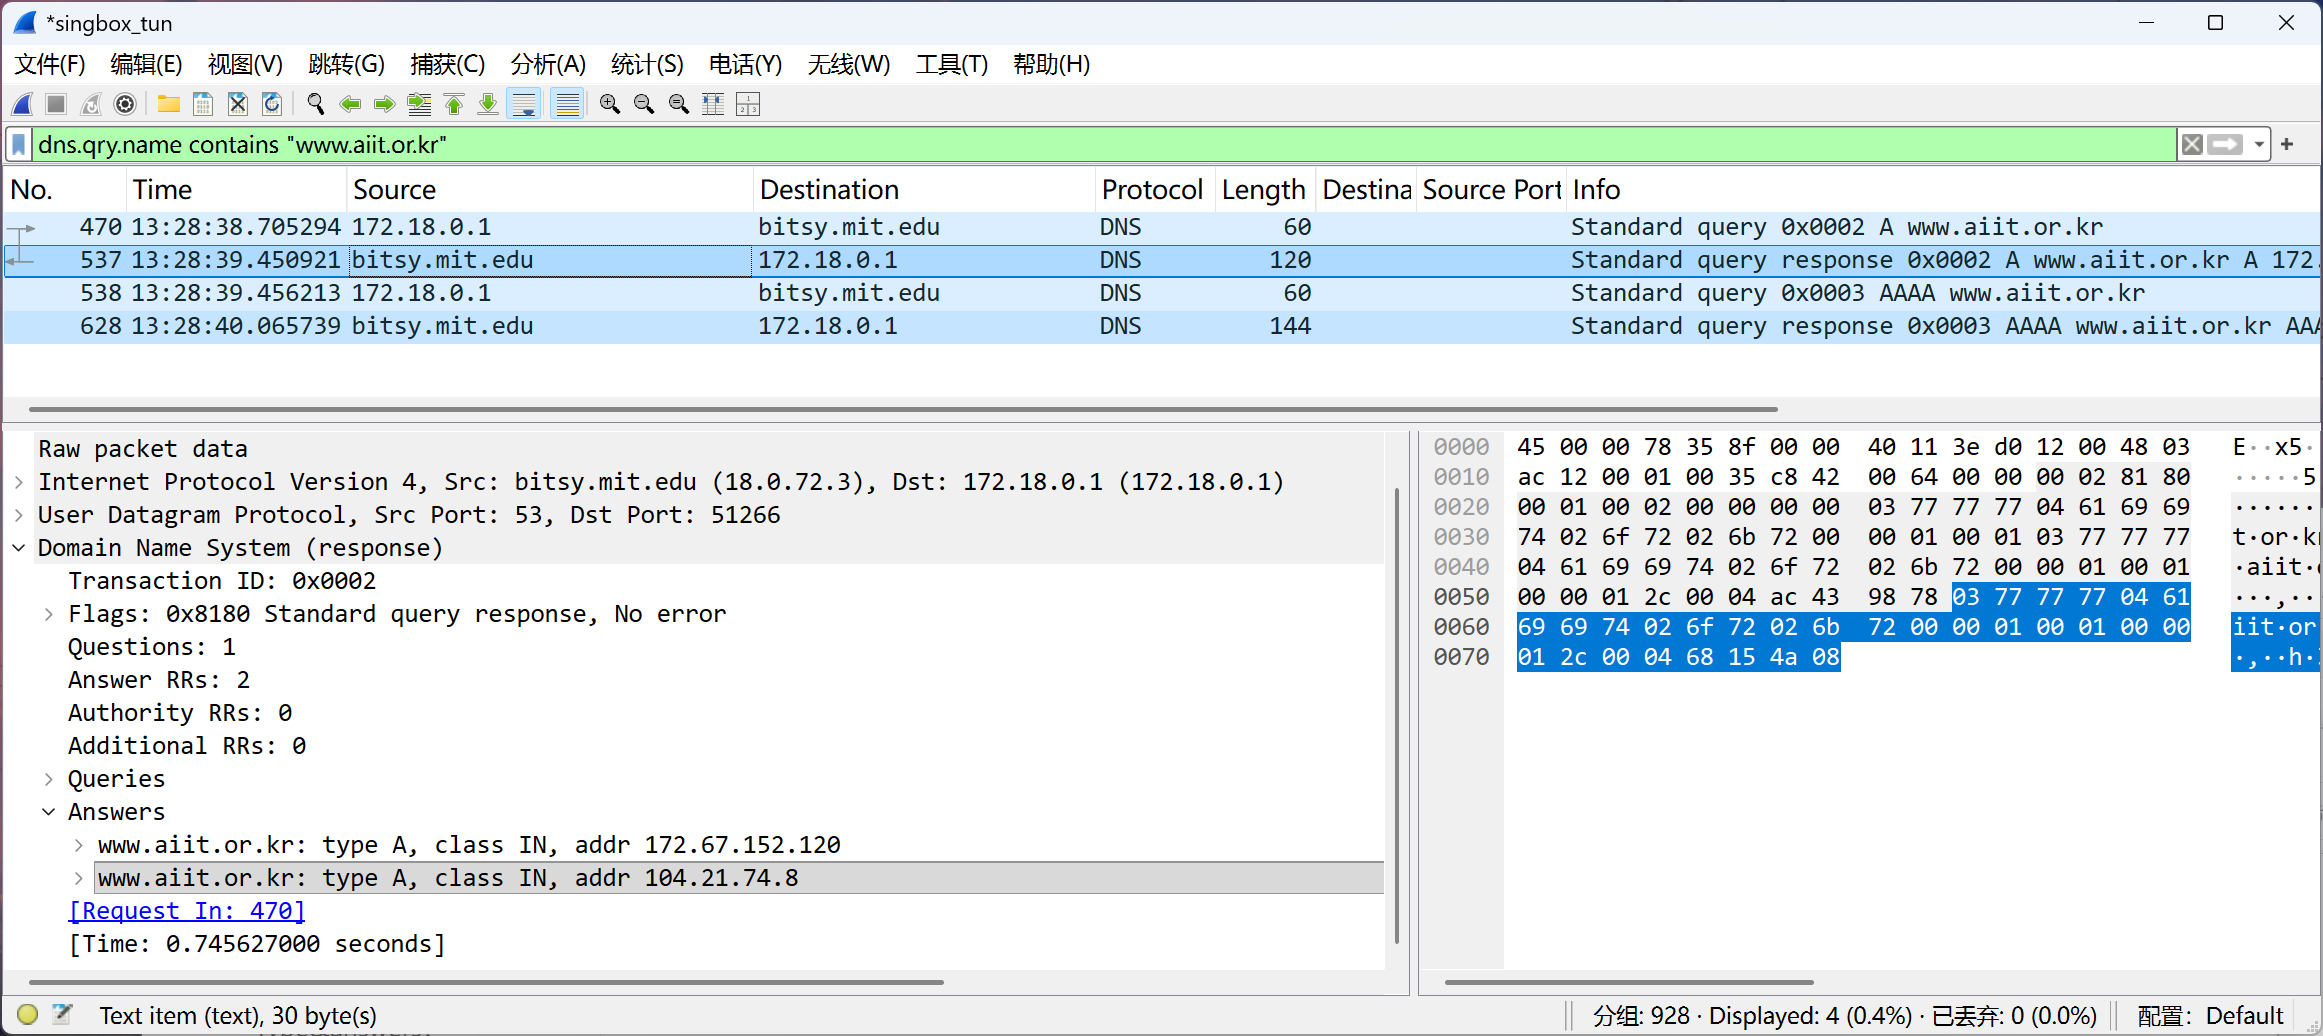 *singbox_tun
文件(F) 编辑(E) 视图(V) 跳转(G) 捕获(C) 分析(A) 统计(S) 电话(Y) 无线(W) 工具(T) 帮助(H)
dns.qry.name contains "www.aiit.or.kr"
No. Time Source Destination Protocol Length Destina Source Port Info
470 13:28:38.705294 172.18.0.1 bitsy.mit.edu DNS 60 Standard query 0x0002 A www.aiit.or.kr
537 13:28:39.450921 bitsy.mit.edu 172.18.0.1 DNS 120 Standard query response 0x0002 A www.aiit.or.kr A 172.
538 13:28:39.456213 172.18.0.1 bitsy.mit.edu DNS 60 Standard query 0x0003 AAAA www.aiit.or.kr
628 13:28:40.065739 bitsy.mit.edu 172.18.0.1 DNS 144 Standard query response 0x0003 AAAA www.aiit.or.kr AAA
Raw packet data
Internet Protocol Version 4, Src: bitsy.mit.edu (18.0.72.3), Dst: 172.18.0.1 (172.18.0.1)
User Datagram Protocol, Src Port: 53, Dst Port: 51266
Domain Name System (response)
Transaction ID: 0x0002
Flags: 0x8180 Standard query response, No error
Questions: 1
Answer RRs: 2
Authority RRs: 0
Additional RRs: 0
Queries
Answers
www.aiit.or.kr: type A, class IN, addr 172.67.152.120
www.aiit.or.kr: type A, class IN, addr 104.21.74.8
[Request In: 470]
[Time: 0.745627000 seconds]
0000 45 00 00 78 35 8f 00 00 40 11 3e d0 12 00 48 03 E··x5·
0010 ac 12 00 01 00 35 c8 42 00 64 00 00 00 02 81 80 ·····5
0020 00 01 00 02 00 00 00 00 03 77 77 77 04 61 69 69 ······
0030 74 02 6f 72 02 6b 72 00 00 01 00 01 03 77 77 77 t·or·kr
0040 04 61 69 69 74 02 6f 72 02 6b 72 00 00 01 00 01 ·aiit·
0050 00 00 01 2c 00 04 ac 43 98 78 03 77 77 77 04 61 ···,··
0060 69 69 74 02 6f 72 02 6b 72 00 00 01 00 01 00 00 iit·or
0070 01 2c 00 04 68 15 4a 08 ·,··h·
Text item (text), 30 byte(s) 分组: 928 · Displayed: 4 (0.4%) · 已丢弃: 0 (0.0%) 配置: Default